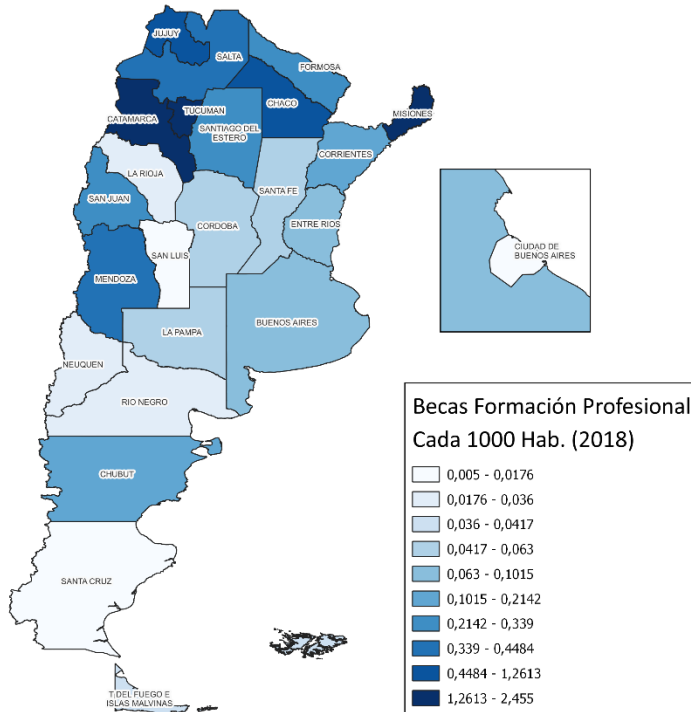 JUJUY
SALTA
FORMOSA
CATAMARCA
TUCUMAN
SANTIAGO DEL
ESTERO
CHACO
MISIONES
CORRIENTES
LA RIOJA
SAN JUAN
CORDOBA
SANTA FE
ENTRE RIOS
SAN LUIS
MENDOZA
LA PAMPA
BUENOS AIRES
CIUDAD DE
BUENOS AIRES
NEUQUEN
RIO NEGRO
CHUBUT
SANTA CRUZ
T DEL FUEGO E
ISLAS MALVINAS
Becas Formación Profesional
Cada 1000 Hab. (2018)
0,005 - 0,0176
0,0176 - 0,036
0,036 - 0,0417
0,0417 - 0,063
0,063 - 0,1015
0,1015 - 0,2142
0,2142 - 0,339
0,339 - 0,4484
0,4484 - 1,2613
1,2613 - 2,455